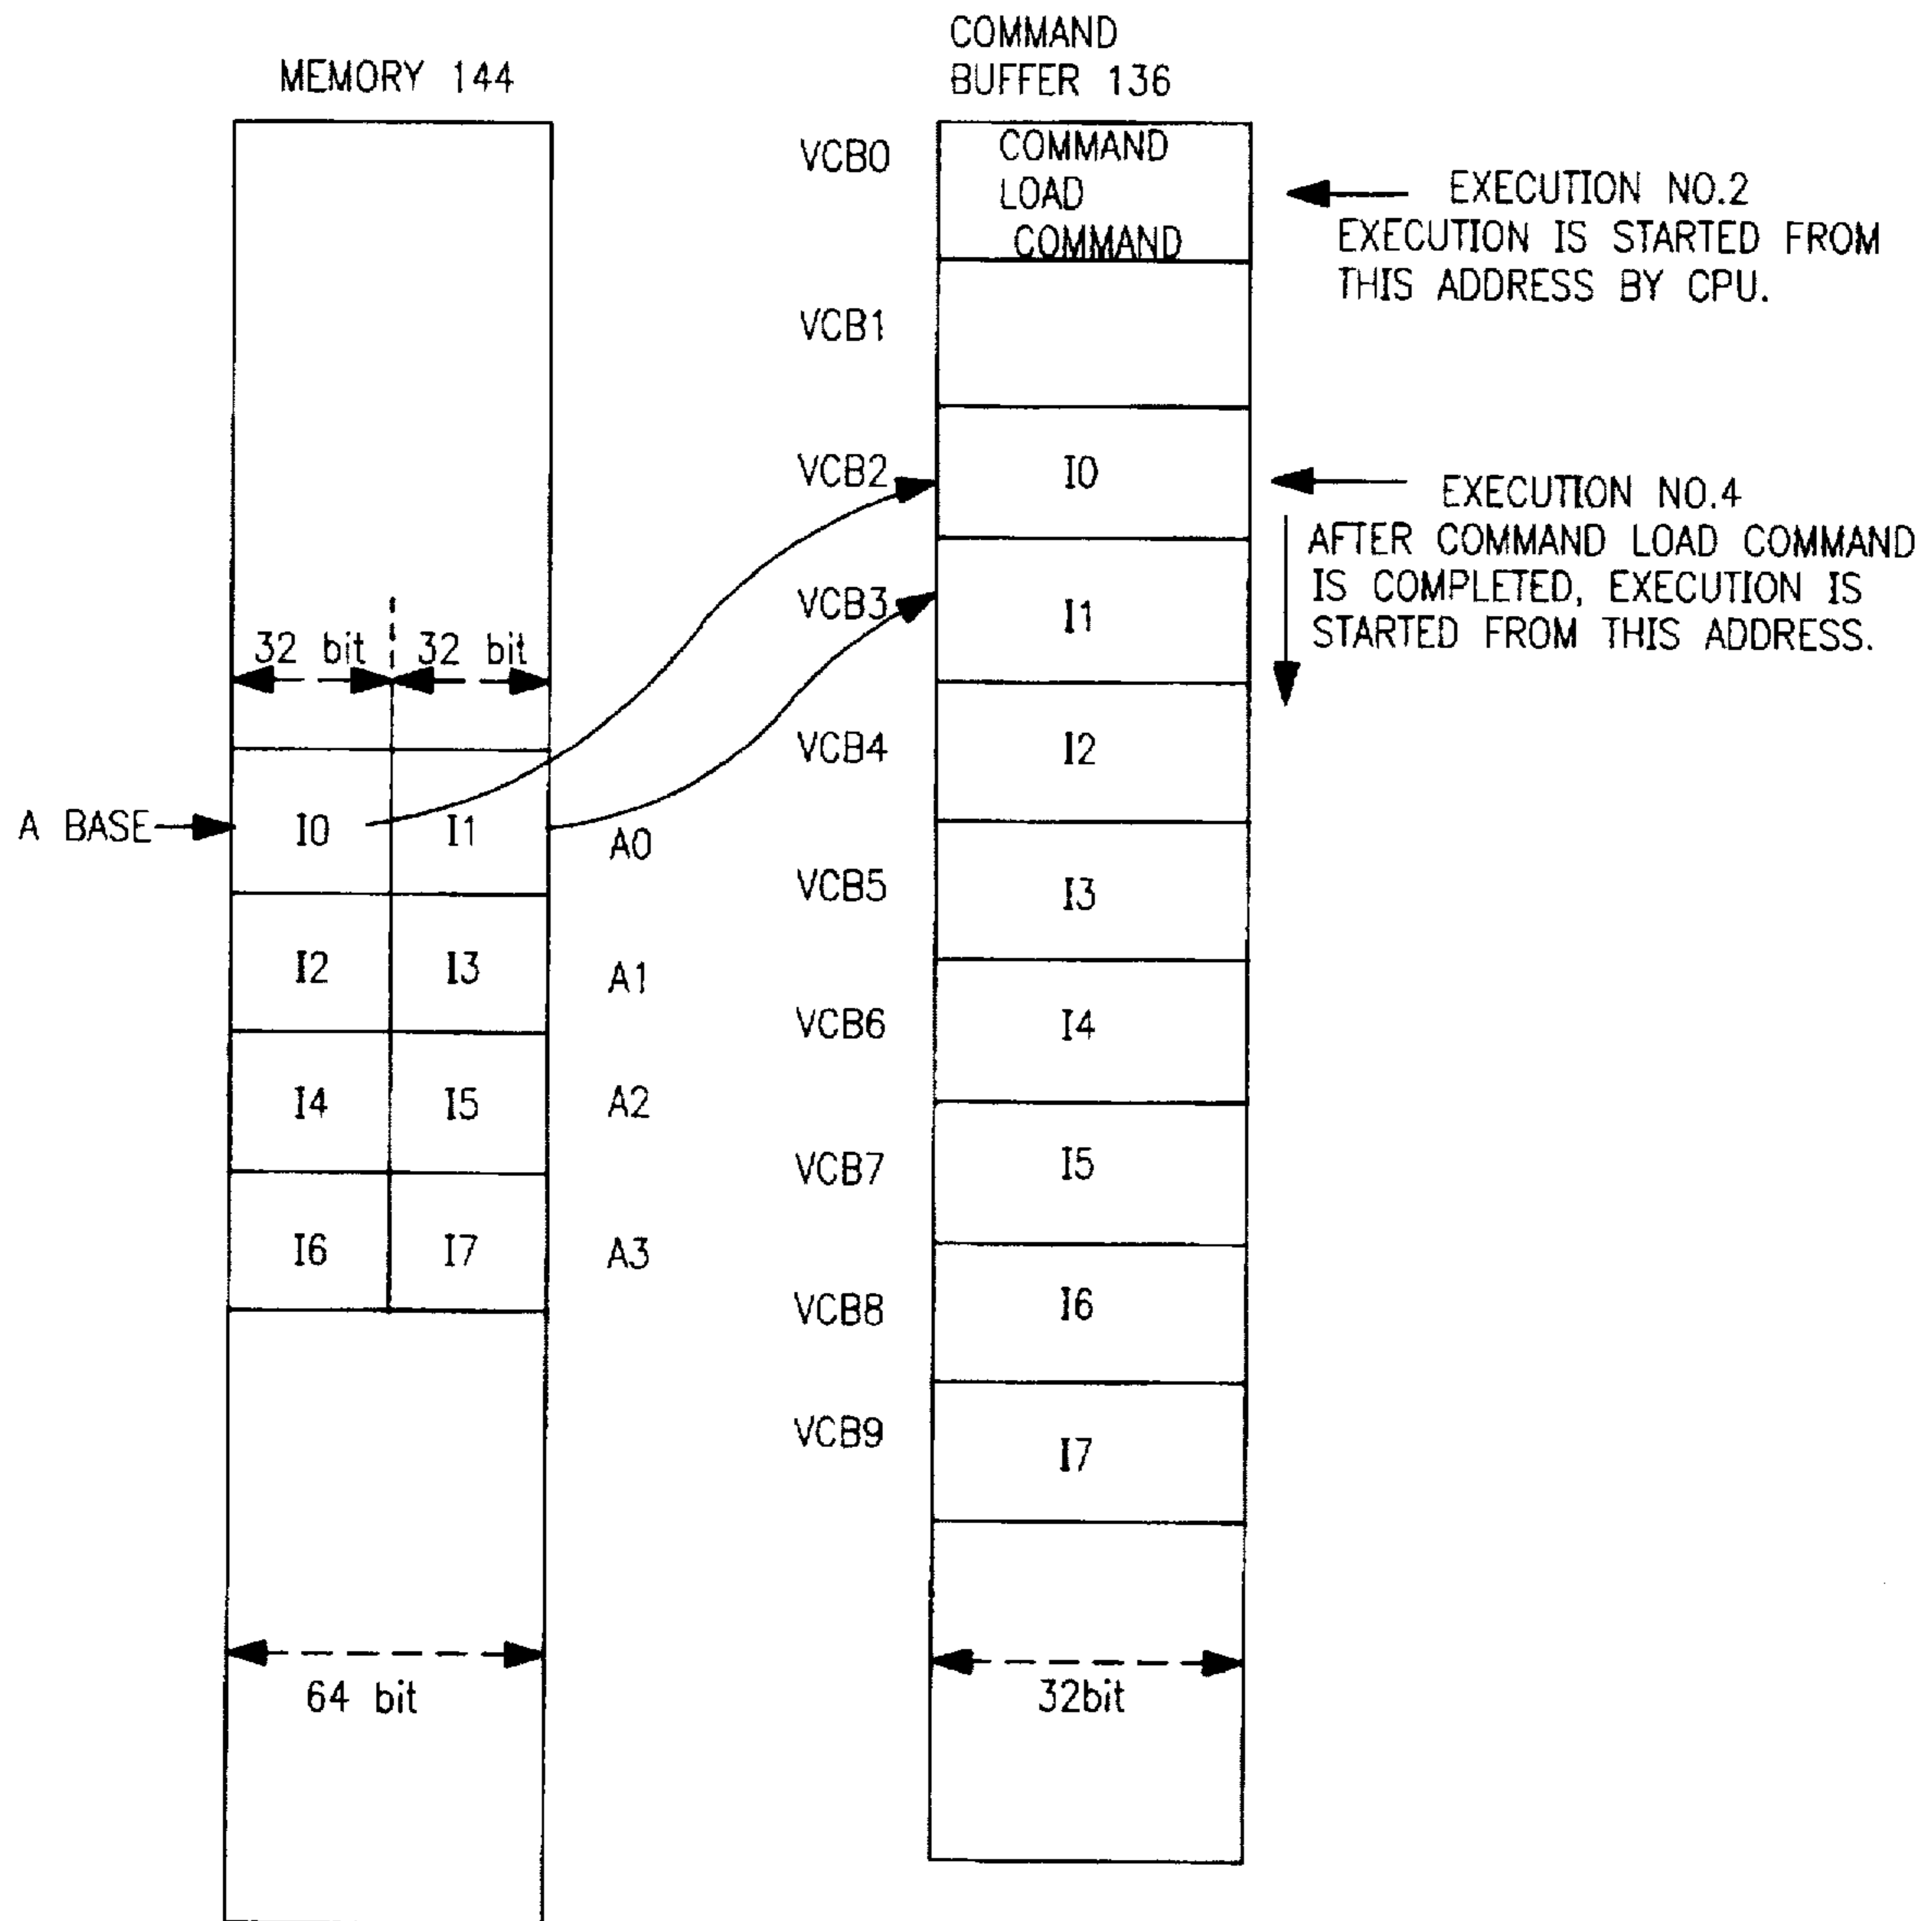 MEMORY 144
COMMAND
BUFFER 136
VCB0
COMMAND
LOAD
COMMAND
EXECUTION NO.2
EXECUTION IS STARTED FROM
THIS ADDRESS BY CPU.
VCB1
VCB2
I0
EXECUTION NO.4
AFTER COMMAND LOAD COMMAND
IS COMPLETED, EXECUTION IS
STARTED FROM THIS ADDRESS.
VCB3
I1
32 bit
32 bit
VCB4
I2
A BASE
I0
I1
A0
VCB5
I3
I2
I3
A1
VCB6
I4
I4
I5
A2
VCB7
I5
I6
I7
A3
VCB8
I6
VCB9
I7
64 bit
32bit